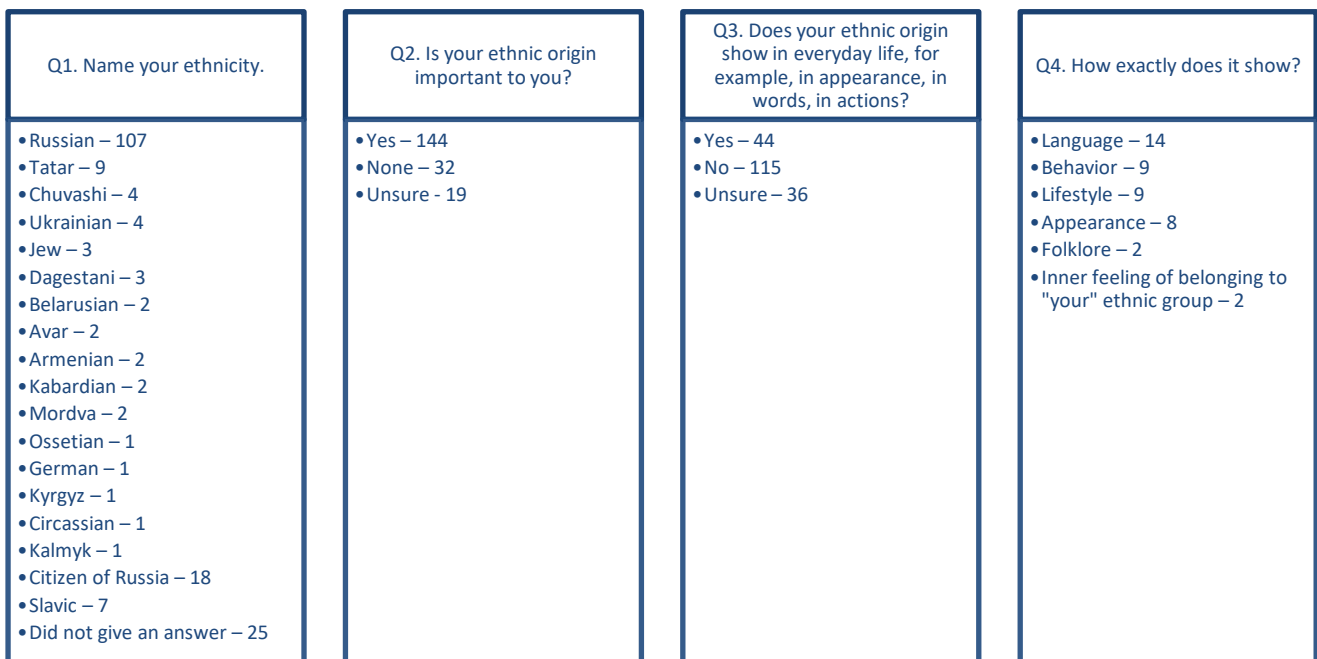 Q1. Name your ethnicity.
•Russian – 107
•Tatar – 9
•Chuvashi – 4
•Ukrainian – 4
•Jew – 3
•Dagestani – 3
•Belarusian – 2
•Avar – 2
•Armenian – 2
•Kabardian – 2
•Mordva – 2
•Ossetian – 1
•German – 1
•Kyrgyz – 1
•Circassian – 1
•Kalmyk – 1
•Citizen of Russia – 18
•Slavic – 7
•Did not give an answer – 25
Q2. Is your ethnic origin
important to you?
•Yes – 144
•None – 32
•Unsure - 19
Q3. Does your ethnic origin
show in everyday life, for
example, in appearance, in
words, in actions?
•Yes – 44
•No – 115
•Unsure – 36
Q4. How exactly does it show?
•Language – 14
•Behavior – 9
•Lifestyle – 9
•Appearance – 8
•Folklore – 2
•Inner feeling of belonging to
"your" ethnic group – 2